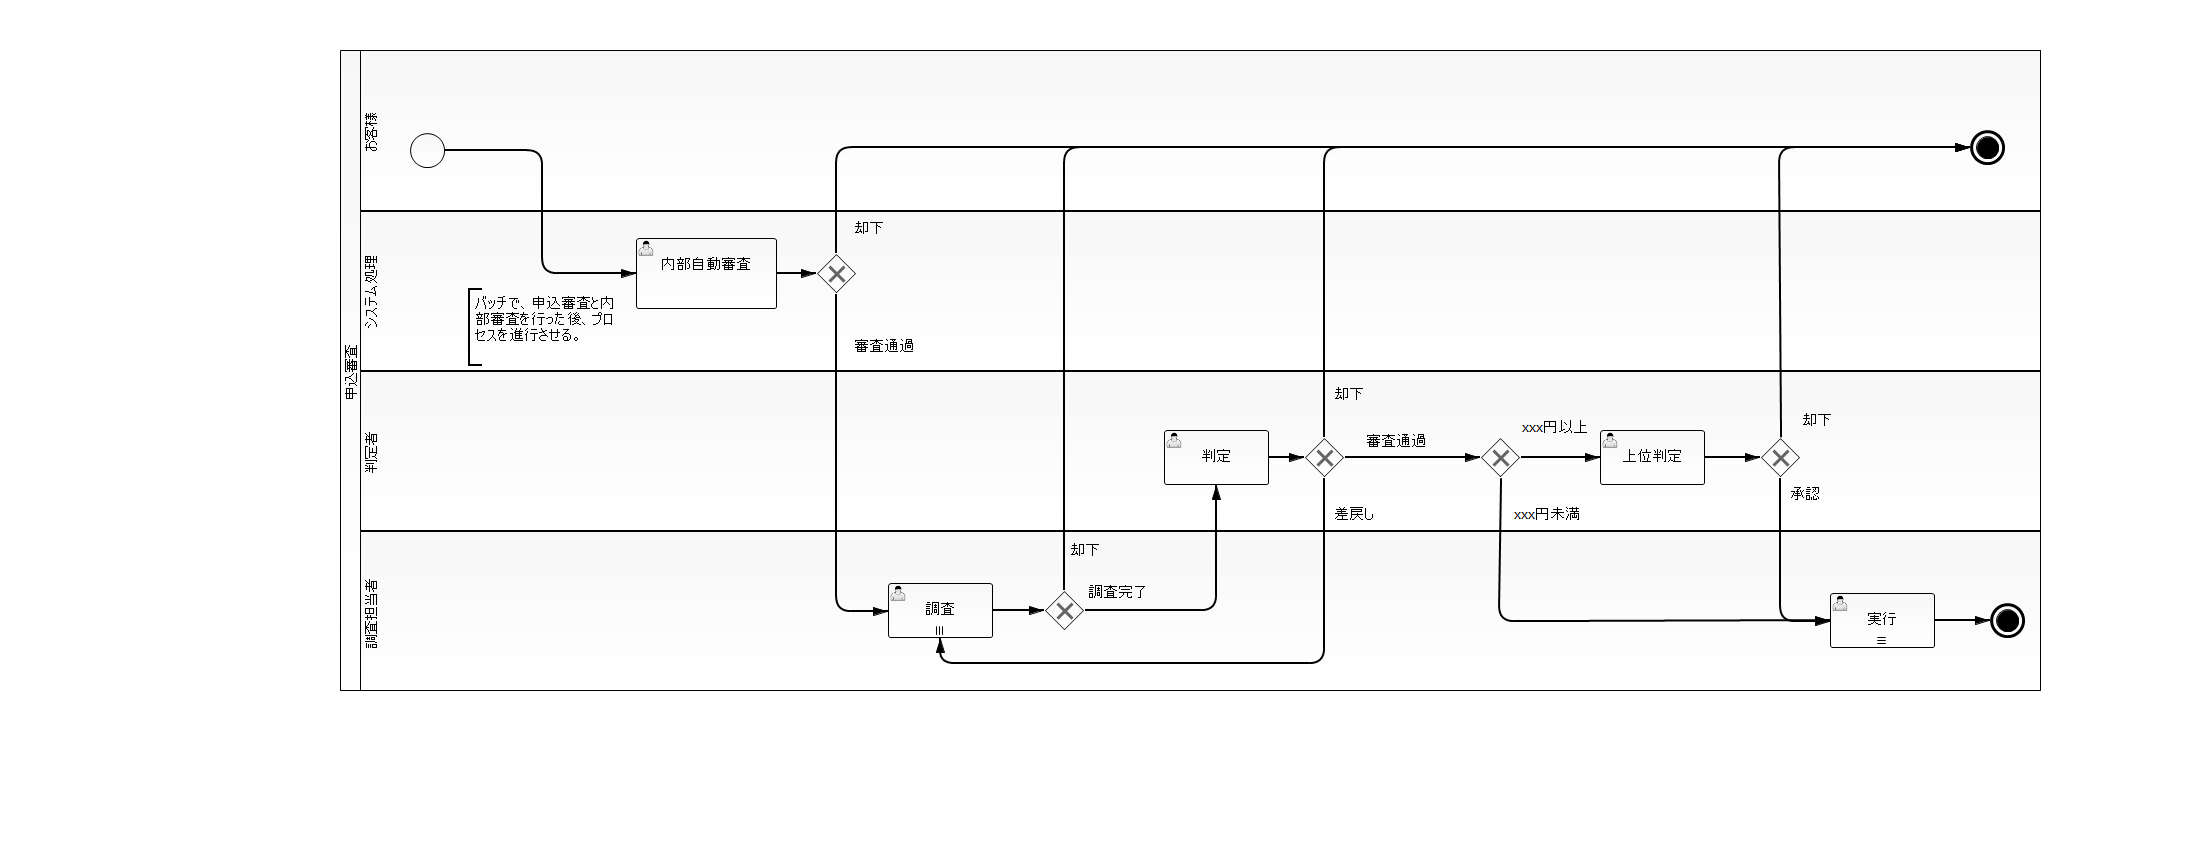 申込審査
お客様
システム処理
却下
内部自動審査
バッチで、申込審査と内
部審査を行った後、プロ
セスを進行させる。
審査通過
判定者
却下
却下
xxx円以上
審査通過
判定
上位判定
承認
差戻し
xxx円未満
調査担当者
却下
調査完了
調査
実行